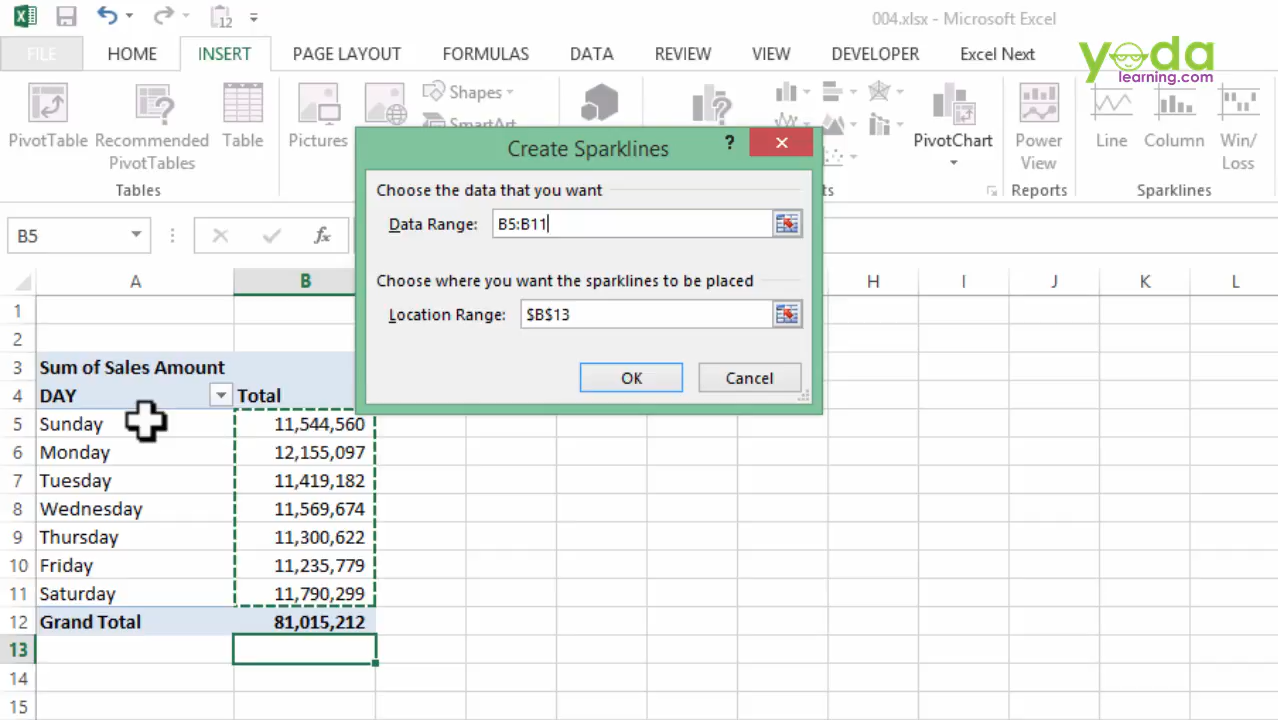 12
004.xlsx - Microsoft Excel
FILE HOME INSERT PAGE LAYOUT FORMULAS DATA REVIEW VIEW DEVELOPER Excel Next
yoda
learning.com
PivotTable
Recommended
PivotTables
Table
Tables
Pictures
Shapes
SmartArt
PivotChart
Power
View
Reports
Line
Column
Win/
Loss
Sparklines
Create Sparklines
?
Choose the data that you want
Data Range: B5:B11
Choose where you want the sparklines to be placed
Location Range: $B$13
OK Cancel
B5 fx
A B H I J K L
1
2
3 Sum of Sales Amount
4 DAY Total
5 Sunday 11,544,560
6 Monday 12,155,097
7 Tuesday 11,419,182
8 Wednesday 11,569,674
9 Thursday 11,300,622
10 Friday 11,235,779
11 Saturday 11,790,299
12 Grand Total 81,015,212
13
14
15